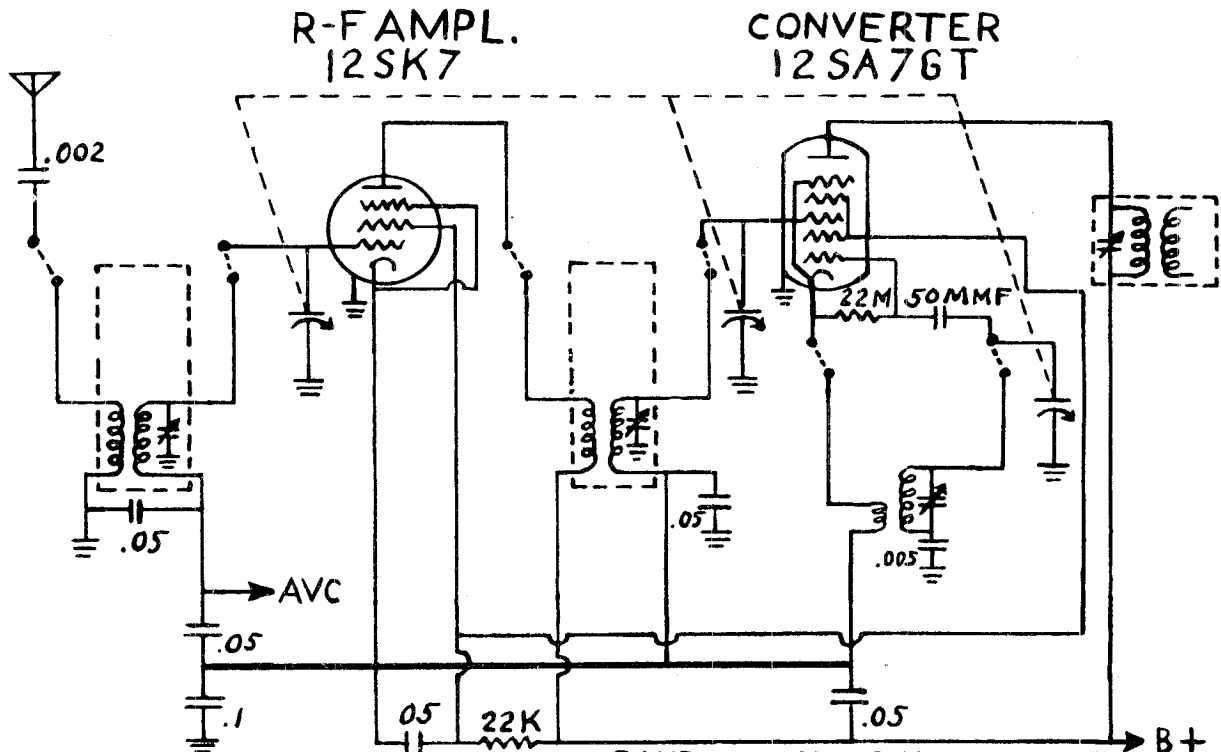 R-F AMPL.
12SK7
CONVERTER
12SA7GT
.002
22M
50MMF
.05
.05
.005
AVC
.05
.1
05
22K
.05
B+